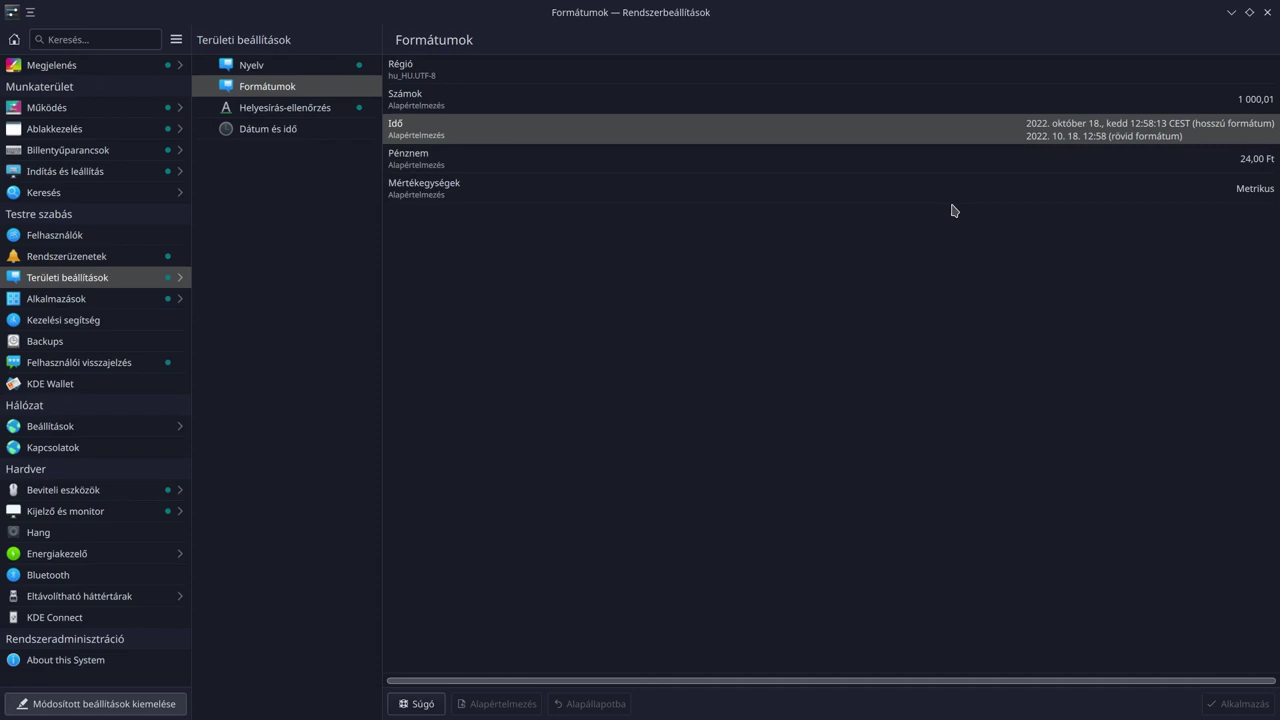 Formátumok — Rendszerbeállítások
Keresés...
Megjelenés
Munkaterület
Működés
Ablakkezelés
Billentyűparancsok
Indítás és leállítás
Keresés
Testre szabás
Felhasználók
Rendszerüzenetek
Területi beállítások
Alkalmazások
Kezelési segítség
Backups
Felhasználói visszajelzés
KDE Wallet
Hálózat
Beállítások
Kapcsolatok
Hardver
Beviteli eszközök
Kijelző és monitor
Hang
Energiakezelő
Bluetooth
Eltávolítható háttértárak
KDE Connect
Rendszeradminisztráció
About this System
Módosított beállítások kiemelése
Területi beállítások
Nyelv
Formátumok
Helyesírás-ellenőrzés
Dátum és idő
Formátumok
Régió
hu_HU.UTF-8
Számok
Alapértelmezés
1 000,01
Idő
Alapértelmezés
2022. október 18., kedd 12:58:13 CEST (hosszú formátum)
2022. 10. 18. 12:58 (rövid formátum)
Pénznem
Alapértelmezés
24,00 Ft
Mértékegységek
Alapértelmezés
Metrikus
Súgó
Alapértelmezés
Alapállapotba
Alkalmazás